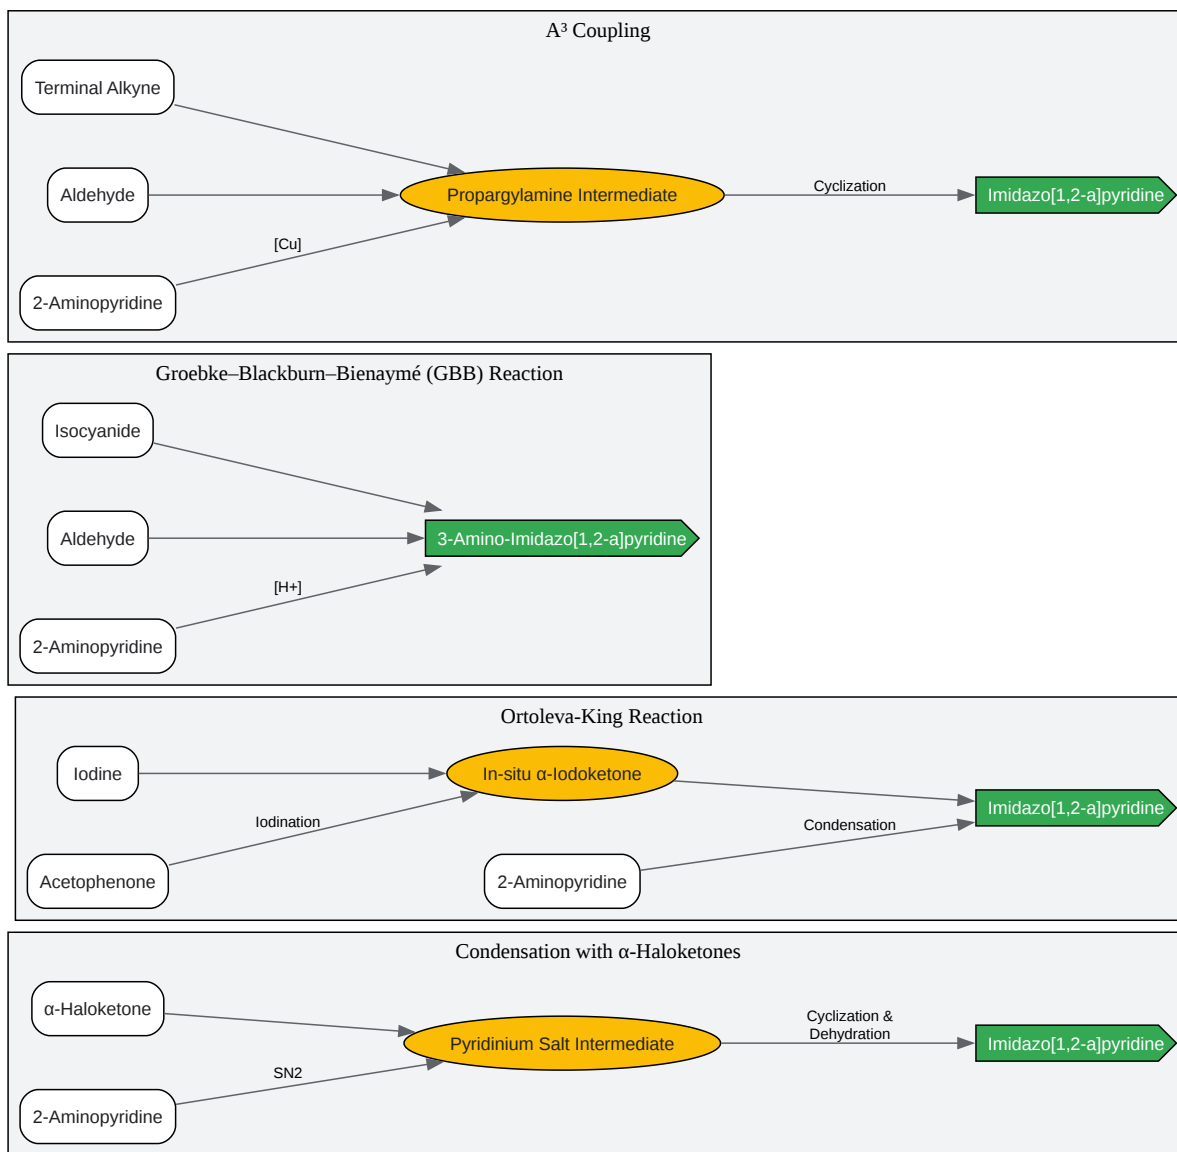 A³ Coupling
Terminal Alkyne
Aldehyde
Propargylamine Intermediate
Cyclization
Imidazo[1,2-a]pyridine
[Cu]
2-Aminopyridine
Groebke–Blackburn–Bienaymé (GBB) Reaction
Isocyanide
Aldehyde
3-Amino-Imidazo[1,2-a]pyridine
[H+]
2-Aminopyridine
Ortoleva-King Reaction
Iodine
In-situ α-Iodoketone
Iodination
Imidazo[1,2-a]pyridine
Condensation
Acetophenone
2-Aminopyridine
Condensation with α-Haloketones
α-Haloketone
Pyridinium Salt Intermediate
Cyclization &
Dehydration
Imidazo[1,2-a]pyridine
SN2
2-Aminopyridine